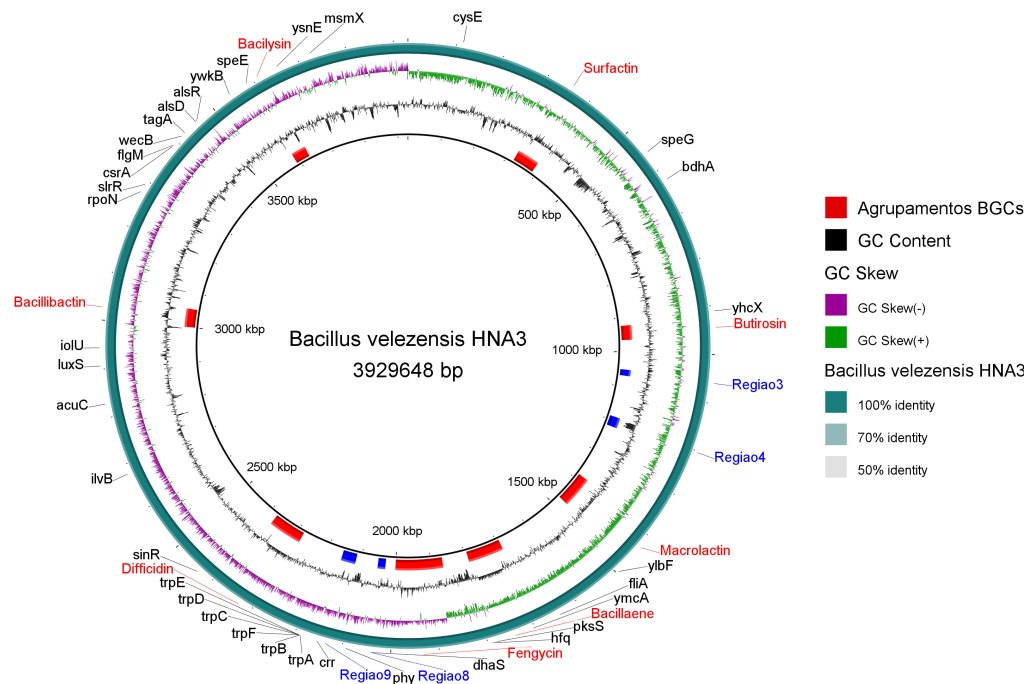 cysE
msmX
ysnE
Bacilysin
speE
ywkB
alsR
alsD
tagA
wecB
flgM
csrA
slrR
rpoN
Bacillibactin
iolU
luxS
acuC
ilvB
sinR
Difficidin
trpE
trpD
trpC
trpF
trpB
trpA
crr
Regiao9
phy
Regiao8
dhaS
Fengycin
hfq
pksS
Bacillaene
ymcA
fliA
ylbF
Macrolactin
Regiao4
Regiao3
Butirosin
yhcX
bdhA
speG
Surfactin
500 kbp
1000 kbp
1500 kbp
2000 kbp
2500 kbp
3000 kbp
3500 kbp
Bacillus velezensis HNA3
3929648 bp
Agrupamentos BGCs
GC Content
GC Skew
GC Skew(-)
GC Skew(+)
Bacillus velezensis HNA3
100% identity
70% identity
50% identity